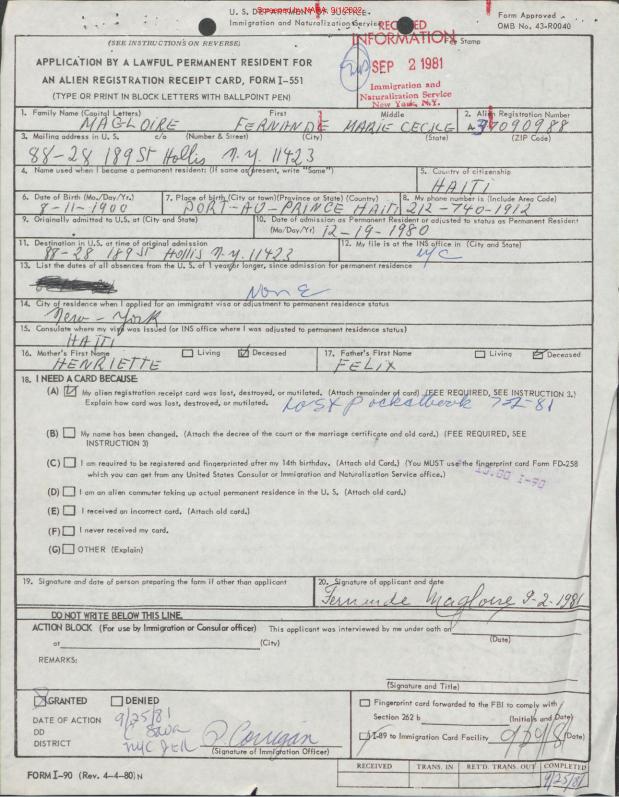 U. S. DEPARTMENT OF JUSTICE
Immigration and Naturalization Service
Form Approved
OMB No. 43-R0040
RECEIVED
INFORMATION
Fee Stamp
SEP 2 1981
Immigration and
Naturalization Service
New York, N.Y.
(SEE INSTRUCTIONS ON REVERSE)
APPLICATION BY A LAWFUL PERMANENT RESIDENT FOR
AN ALIEN REGISTRATION RECEIPT CARD, FORM I-551
(TYPE OR PRINT IN BLOCK LETTERS WITH BALLPOINT PEN)
1. Family Name (Capital Letters) First Middle
MAGLOIRE FERNANDE MARIE CECILE
2. Alien Registration Number
A-37090988
3. Mailing address in U. S. c/o (Number & Street) (City) (State) (ZIP Code)
88-28 189 St Hollis N.Y. 11423
4. Name used when I became a permanent resident: (If same as present, write "Same")
5. Country of citizenship
HAITI
6. Date of Birth (Mo./Day/Yr.)
8-11-1900
7. Place of birth (City or town)(Province or State) (Country)
PORT-AU-PRINCE HAITI
8. My phone number is (Include Area Code)
212-740-1912
9. Originally admitted to U.S. at (City and State)
10. Date of admission as Permanent Resident or adjusted to status as Permanent Resident
(Mo/Day/Yr) 12-19-1980
11. Destination in U.S. at time of original admission
88-28 189 St Hollis N.Y. 11423
12. My file is at the INS office in (City and State)
NYC
13. List the dates of all absences from the U. S. of 1 year or longer, since admission for permanent residence
None
14. City of residence when I applied for an immigrant visa or adjustment to permanent residence status
New-York
15. Consulate where my visa was issued (or INS office where I was adjusted to permanent residence status)
HAITI
16. Mother's First Name Living Deceased
HENRIETTE
17. Father's First Name Living Deceased
FELIX
18. I NEED A CARD BECAUSE:
(A) My alien registration receipt card was lost, destroyed, or mutilated. (Attach remainder of card) (FEE REQUIRED, SEE INSTRUCTION 3.)
Explain how card was lost, destroyed, or mutilated. Lost Pocketbook 7-2-81
(B) My name has been changed. (Attach the decree of the court or the marriage certificate and old card.) (FEE REQUIRED, SEE
INSTRUCTION 3)
(C) I am required to be registered and fingerprinted after my 14th birthday. (Attach old Card.) (You MUST use the fingerprint card Form FD-258
which you can get from any United States Consular or Immigration and Naturalization Service office.)
I-90
(D) I am an alien commuter taking up actual permanent residence in the U. S. (Attach old card.)
(E) I received an incorrect card. (Attach old card.)
(F) I never received my card.
(G) OTHER (Explain)
19. Signature and date of person preparing the form if other than applicant
20. Signature of applicant and date
Fernande Magloire 9-2-1981
DO NOT WRITE BELOW THIS LINE.
ACTION BLOCK (For use by Immigration or Consular officer) This applicant was interviewed by me under oath on
(Date)
at (City)
REMARKS:
(Signature and Title)
GRANTED DENIED
DATE OF ACTION 9/25/81
DD
DISTRICT NYC
(Signature of Immigration Officer)
Corrigan
Fingerprint card forwarded to the FBI to comply with
Section 262 b (Initials and Date)
I-89 to Immigration Card Facility (Date)
RECEIVED TRANS. IN RET'D. TRANS. OUT COMPLETED
9/25/81
FORM I-90 (Rev. 4-4-80) N